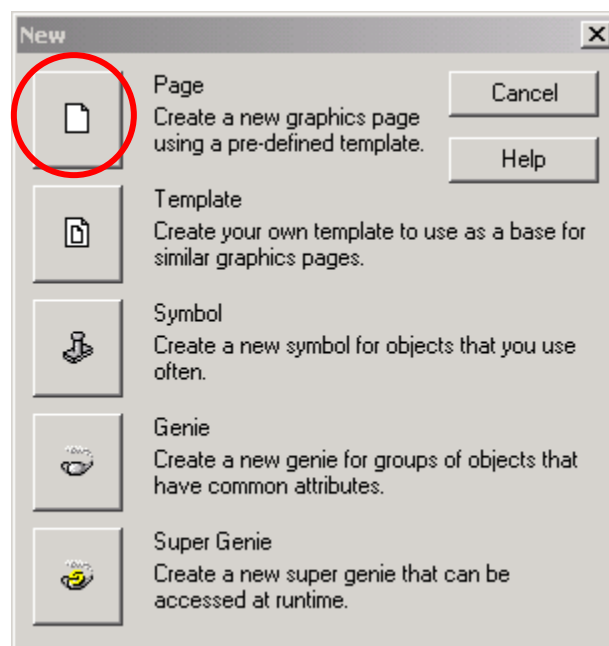 New
Page
Create a new graphics page
using a pre-defined template.
Cancel
Help
Template
Create your own template to use as a base for
similar graphics pages.
Symbol
Create a new symbol for objects that you use
often.
Genie
Create a new genie for groups of objects that
have common attributes.
Super Genie
Create a new super genie that can be
accessed at runtime.